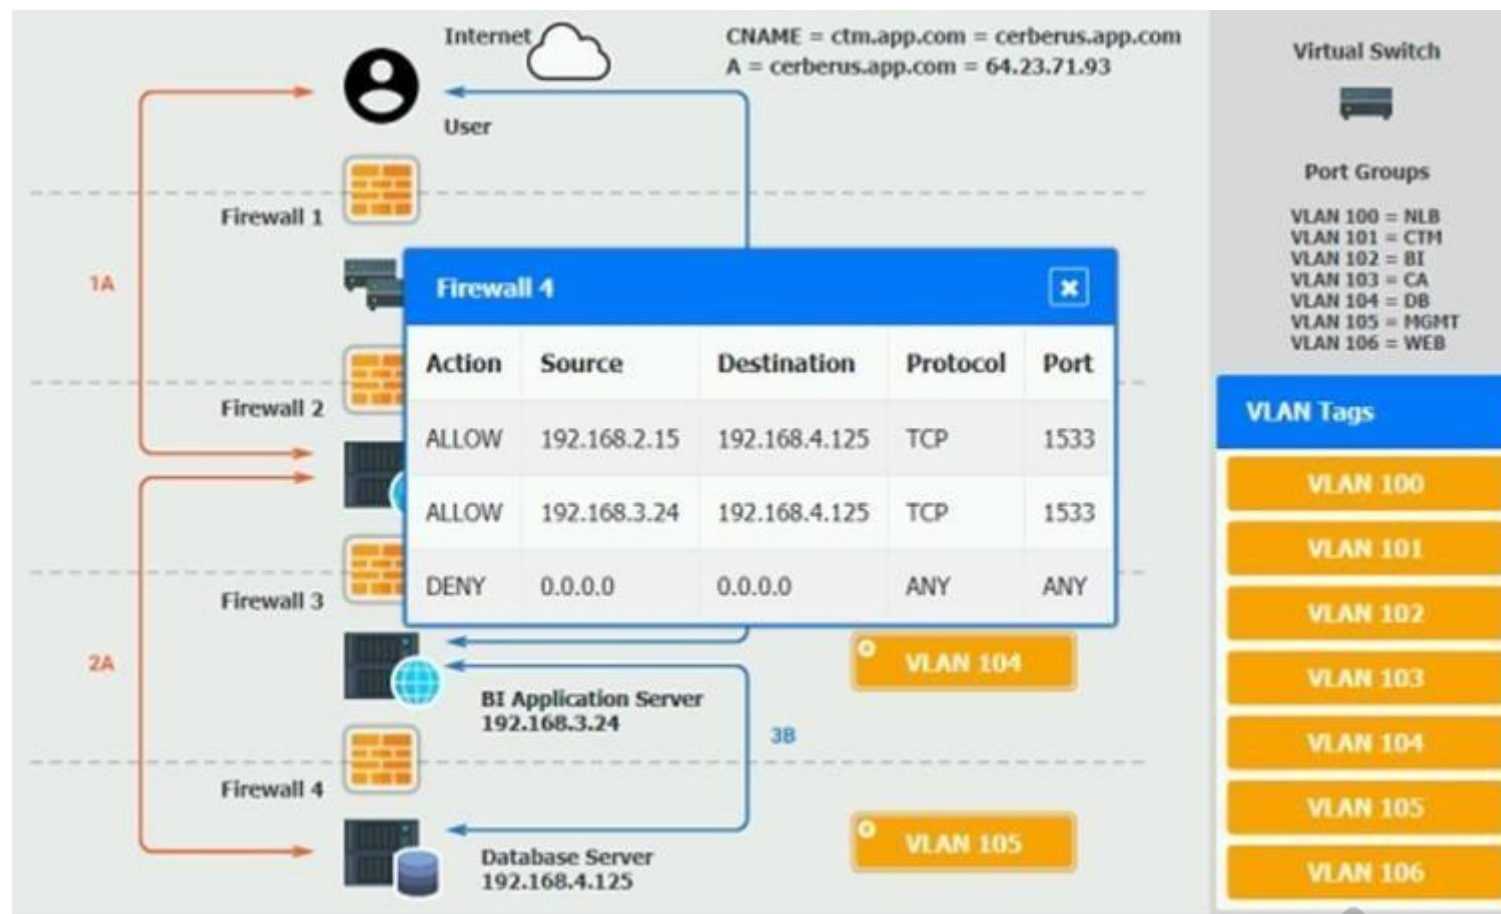 Internet
CNAME = ctm.app.com = cerberus.app.com
A = cerberus.app.com = 64.23.71.93
User
Firewall 1
1A
Firewall 2
Firewall 3
2A
BI Application Server
192.168.3.24
3B
Firewall 4
Database Server
192.168.4.125
Firewall 4
Action Source Destination Protocol Port
ALLOW 192.168.2.15 192.168.4.125 TCP 1533
ALLOW 192.168.3.24 192.168.4.125 TCP 1533
DENY 0.0.0.0 0.0.0.0 ANY ANY
VLAN 104
VLAN 105
Virtual Switch
Port Groups
VLAN 100 = NLB
VLAN 101 = CTM
VLAN 102 = BI
VLAN 103 = CA
VLAN 104 = DB
VLAN 105 = MGMT
VLAN 106 = WEB
VLAN Tags
VLAN 100
VLAN 101
VLAN 102
VLAN 103
VLAN 104
VLAN 105
VLAN 106